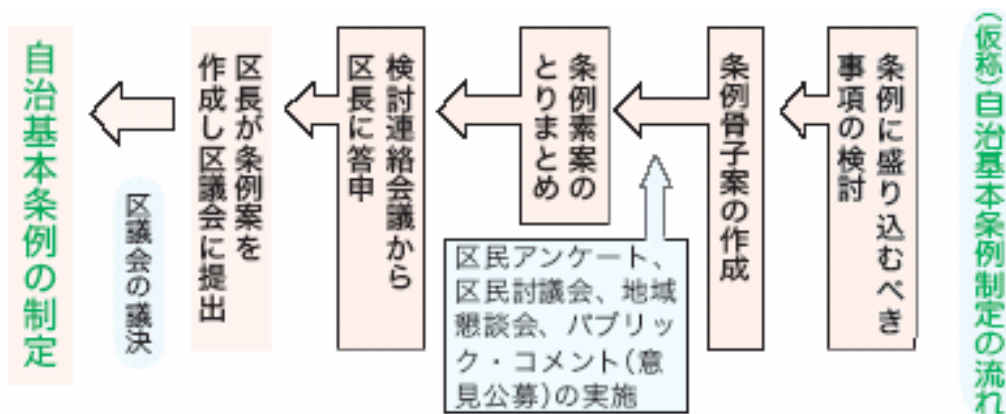 (仮称)自治基本条例制定の流れ
条例に盛り込むべき
事項の検討
条例骨子案の作成
区民アンケート、
区民討議会、地域
懇談会、パブリッ
ク・コメント(意
見公募)の実施
条例素案の
とりまとめ
検討連絡会議から
区長に答申
区長が条例案を
作成し区議会に提出
区議会の議決
自治基本条例の制定